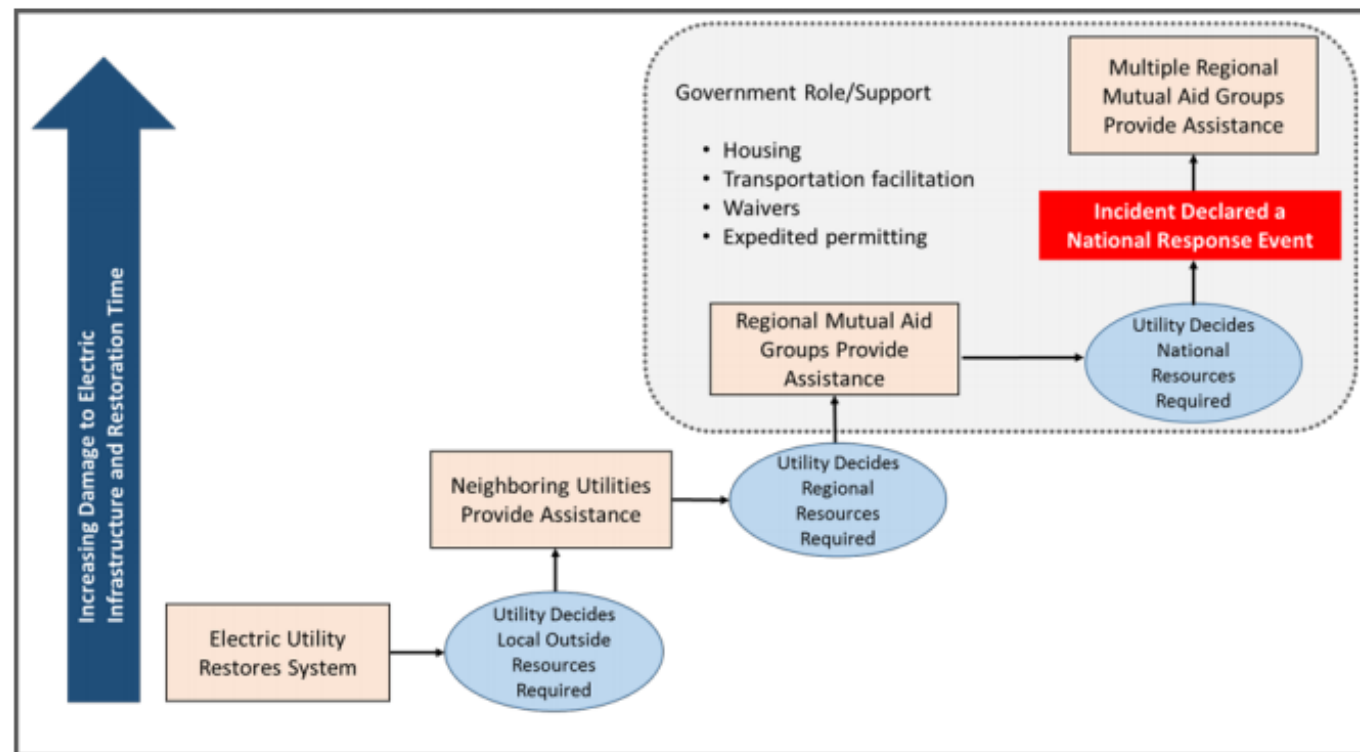 Increasing Damage to Electric
Infrastructure and Restoration Time
Government Role/Support
• Housing
• Transportation facilitation
• Waivers
• Expedited permitting
Multiple Regional
Mutual Aid Groups
Provide Assistance
Incident Declared a
National Response Event
Regional Mutual Aid
Groups Provide
Assistance
Utility Decides
National
Resources
Required
Neighboring Utilities
Provide Assistance
Utility Decides
Regional
Resources
Required
Electric Utility
Restores System
Utility Decides
Local Outside
Resources
Required